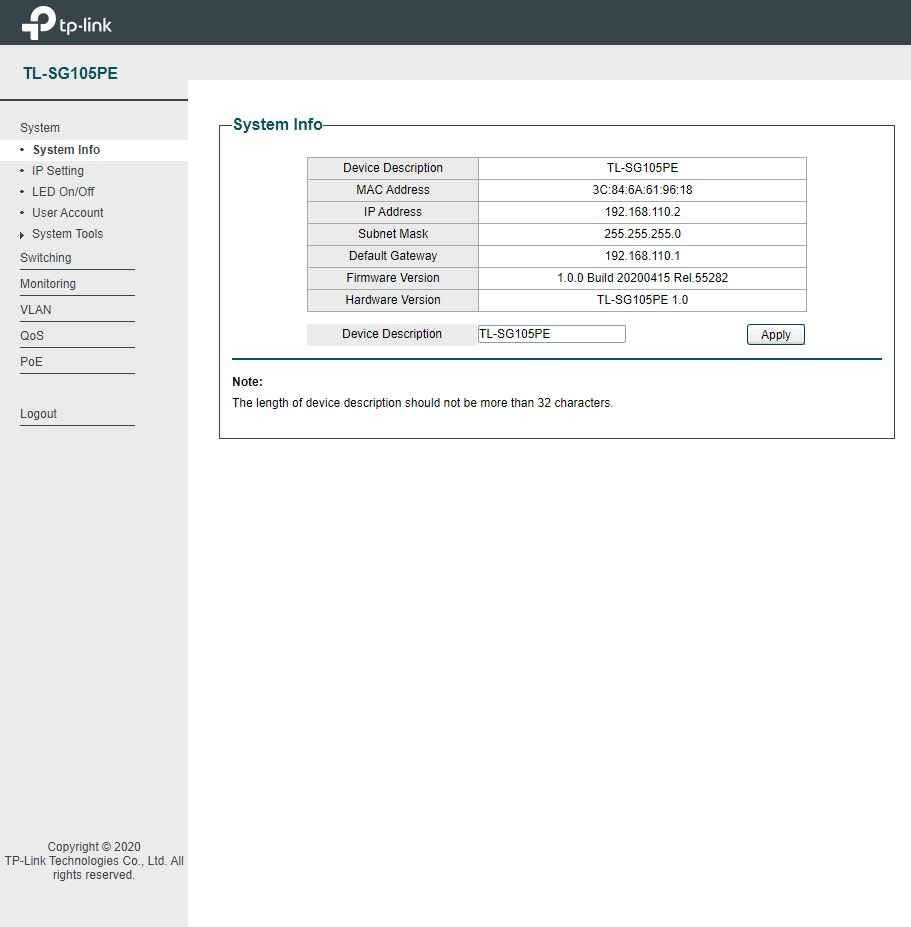 tp-link
TL-SG105PE
System
• System Info
• IP Setting
• LED On/Off
• User Account
System Tools
Switching
Monitoring
VLAN
QoS
PoE
Logout
Copyright © 2020
TP-Link Technologies Co., Ltd. All
rights reserved.
System Info
Device Description TL-SG105PE
MAC Address 3C:84:6A:61:96:18
IP Address 192.168.110.2
Subnet Mask 255.255.255.0
Default Gateway 192.168.110.1
Firmware Version 1.0.0 Build 20200415 Rel.55282
Hardware Version TL-SG105PE 1.0
Device Description TL-SG105PE Apply
Note:
The length of device description should not be more than 32 characters.